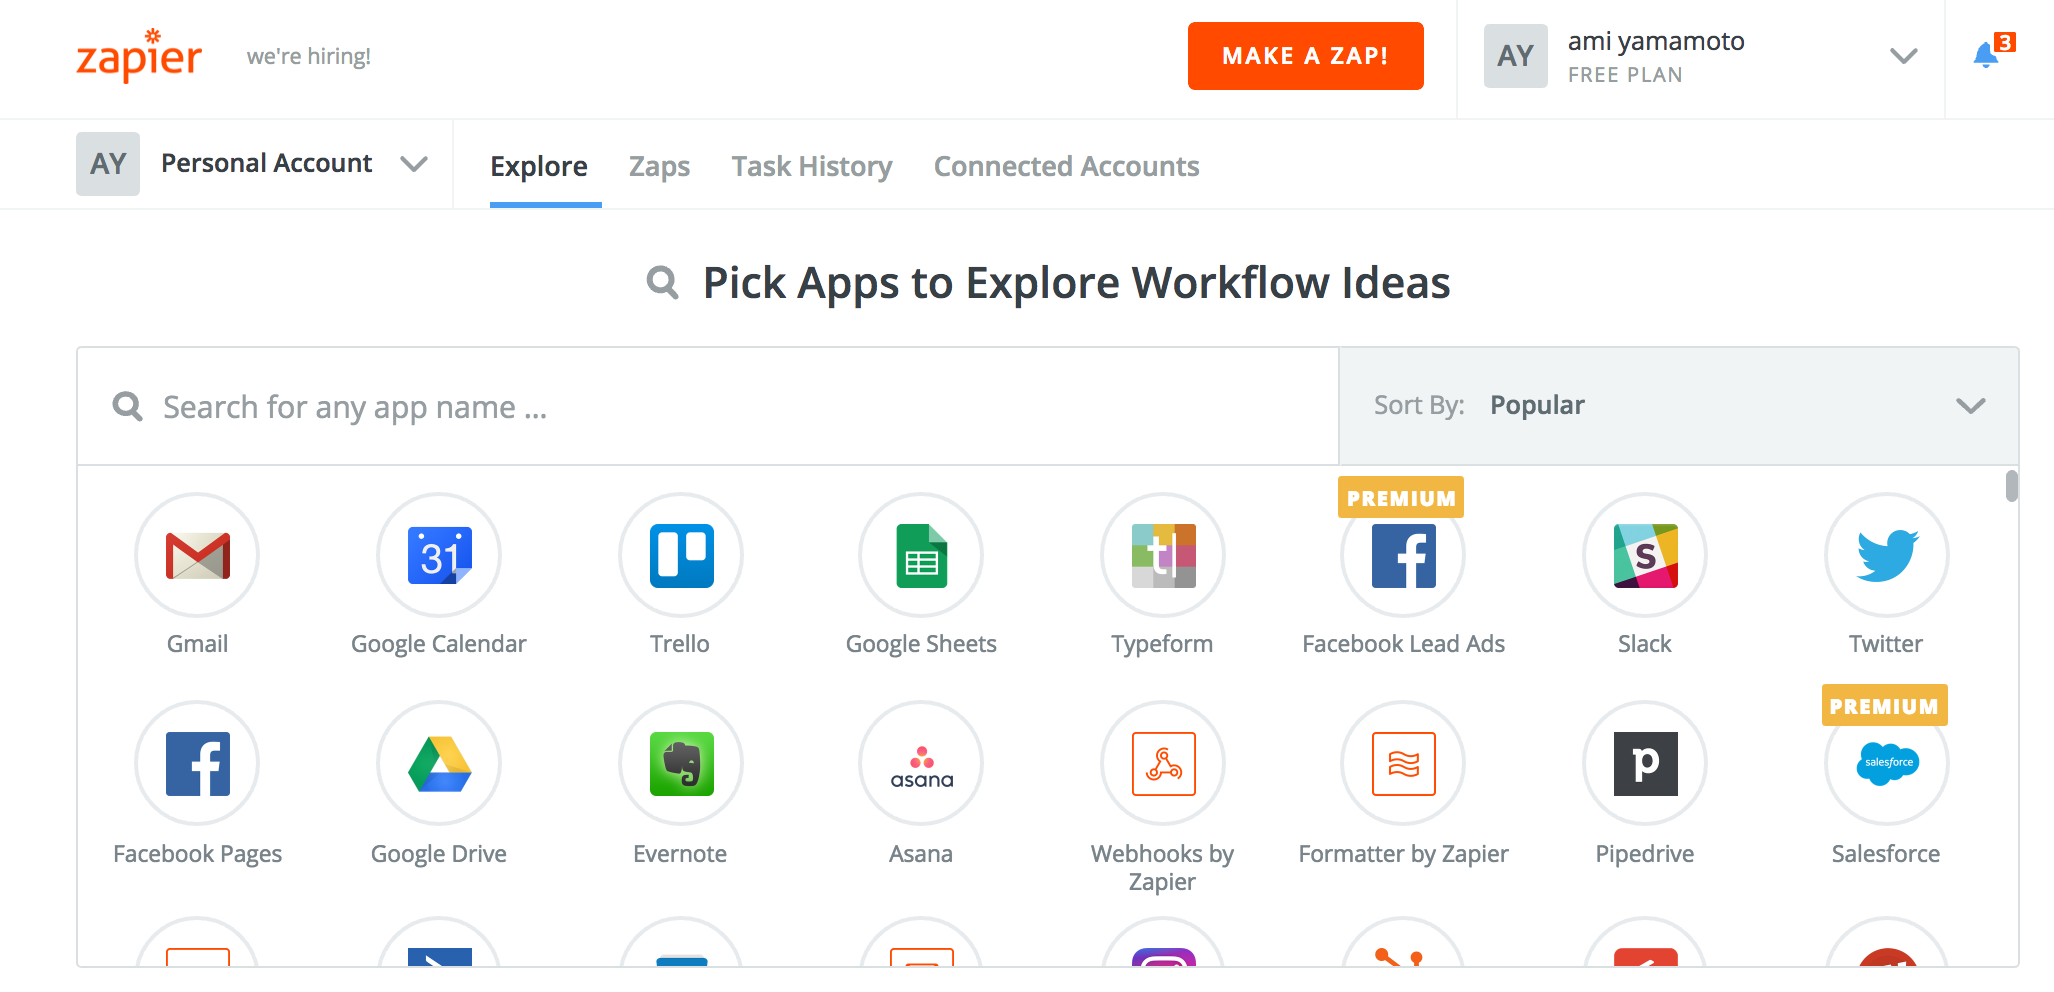 zapier
we're hiring!
MAKE A ZAP!
AY
ami yamamoto
FREE PLAN
3
AY
Personal Account
Explore
Zaps
Task History
Connected Accounts
Pick Apps to Explore Workflow Ideas
Search for any app name ...
Sort By: Popular
31
tl
PREMIUM
f
S
Gmail
Google Calendar
Trello
Google Sheets
Typeform
Facebook Lead Ads
Slack
Twitter
f
asana
p
PREMIUM
salesforce
Facebook Pages
Google Drive
Evernote
Asana
Webhooks by
Zapier
Formatter by Zapier
Pipedrive
Salesforce